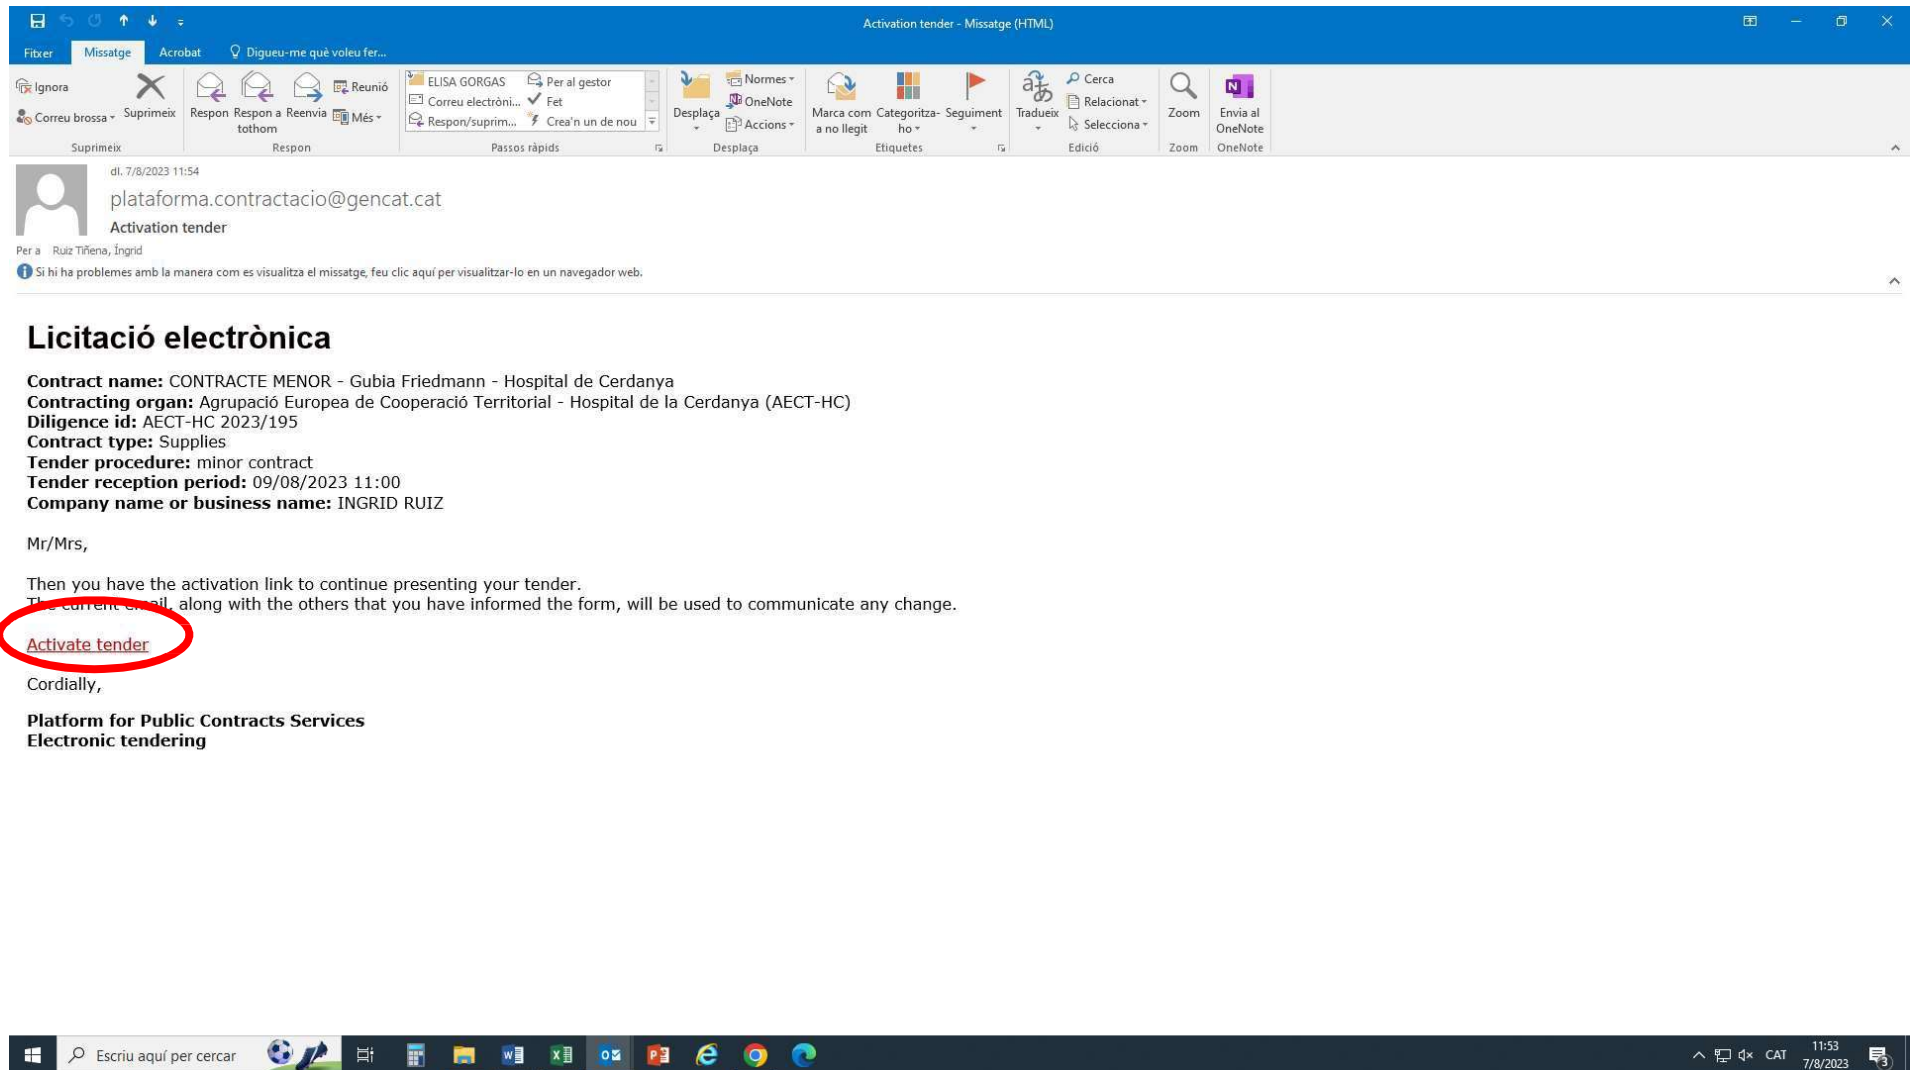 Activation tender - Missatge (HTML)
Fitxer Missatge Acrobat Digueu-me què voleu fer...
Ignora
Correu brossa
Suprimeix
Respon
Respon a tothom
Reenvia
Reunió
Més
ELISA GORGAS
Per al gestor
Correu electròni...
Fet
Respon/suprim...
Crea'n un de nou
Desplaça
Normes
OneNote
Accions
Marca com a no llegit
Categoritza-ho
Seguiment
Tradueix
Cerca
Relacionat
Selecciona
Zoom
Envia al OneNote
Suprimeix Respon Passos ràpids Desplaça Etiquetes Edició Zoom OneNote
dl. 7/8/2023 11:54
plataforma.contractacio@gencat.cat
Activation tender
Per a Ruiz Tiñena, Íngrid
Si hi ha problemes amb la manera com es visualitza el missatge, feu clic aquí per visualitzar-lo en un navegador web.
Licitació electrònica
Contract name: CONTRACTE MENOR - Gubia Friedmann - Hospital de Cerdanya
Contracting organ: Agrupació Europea de Cooperació Territorial - Hospital de la Cerdanya (AECT-HC)
Diligence id: AECT-HC 2023/195
Contract type: Supplies
Tender procedure: minor contract
Tender reception period: 09/08/2023 11:00
Company name or business name: INGRID RUIZ
Mr/Mrs,
Then you have the activation link to continue presenting your tender.
The current email, along with the others that you have informed the form, will be used to communicate any change.
Activate tender
Cordially,
Platform for Public Contracts Services
Electronic tendering
Escriu aquí per cercar
CAT
11:53
7/8/2023
3